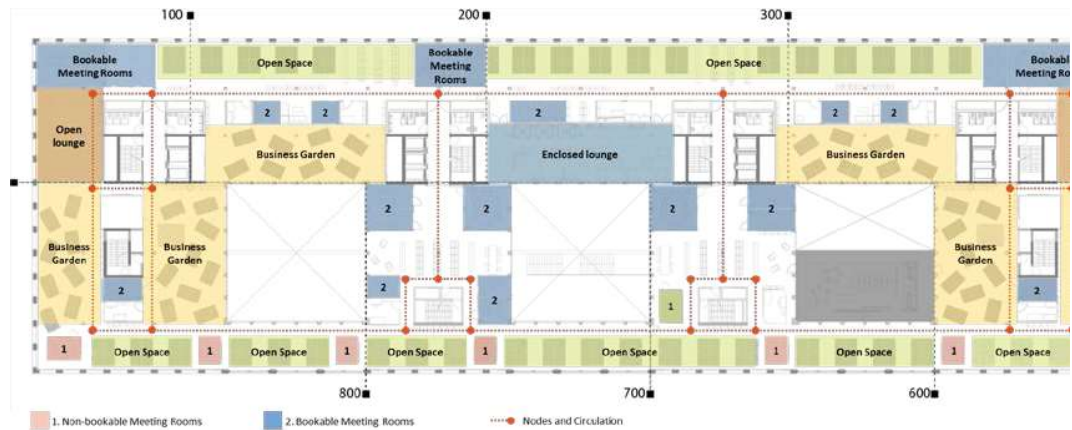 100
200
300
Bookable
Meeting Rooms
Open Space
Bookable
Meeting
Rooms
Open Space
Bookab
Meeting Roo
Open
lounge
2
2
Business Garden
2
Enclosed lounge
2
2
Business Garden
Business
Garden
Business
Garden
2
2
2
2
2
Business
Garden
2
2
2
1
2
1
Open Space
1
Open Space
1
Open Space
1
Open Space
1
Open Space
1
Open Space
800
700
600
1. Non-bookable Meeting Rooms
2. Bookable Meeting Rooms
Nodes and Circulation